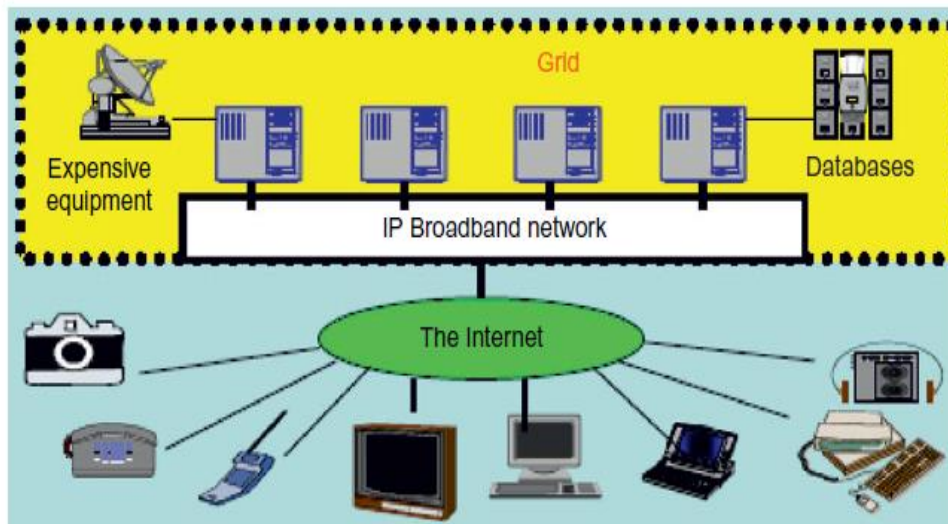 Grid
Expensive
equipment
Databases
IP Broadband network
The Internet